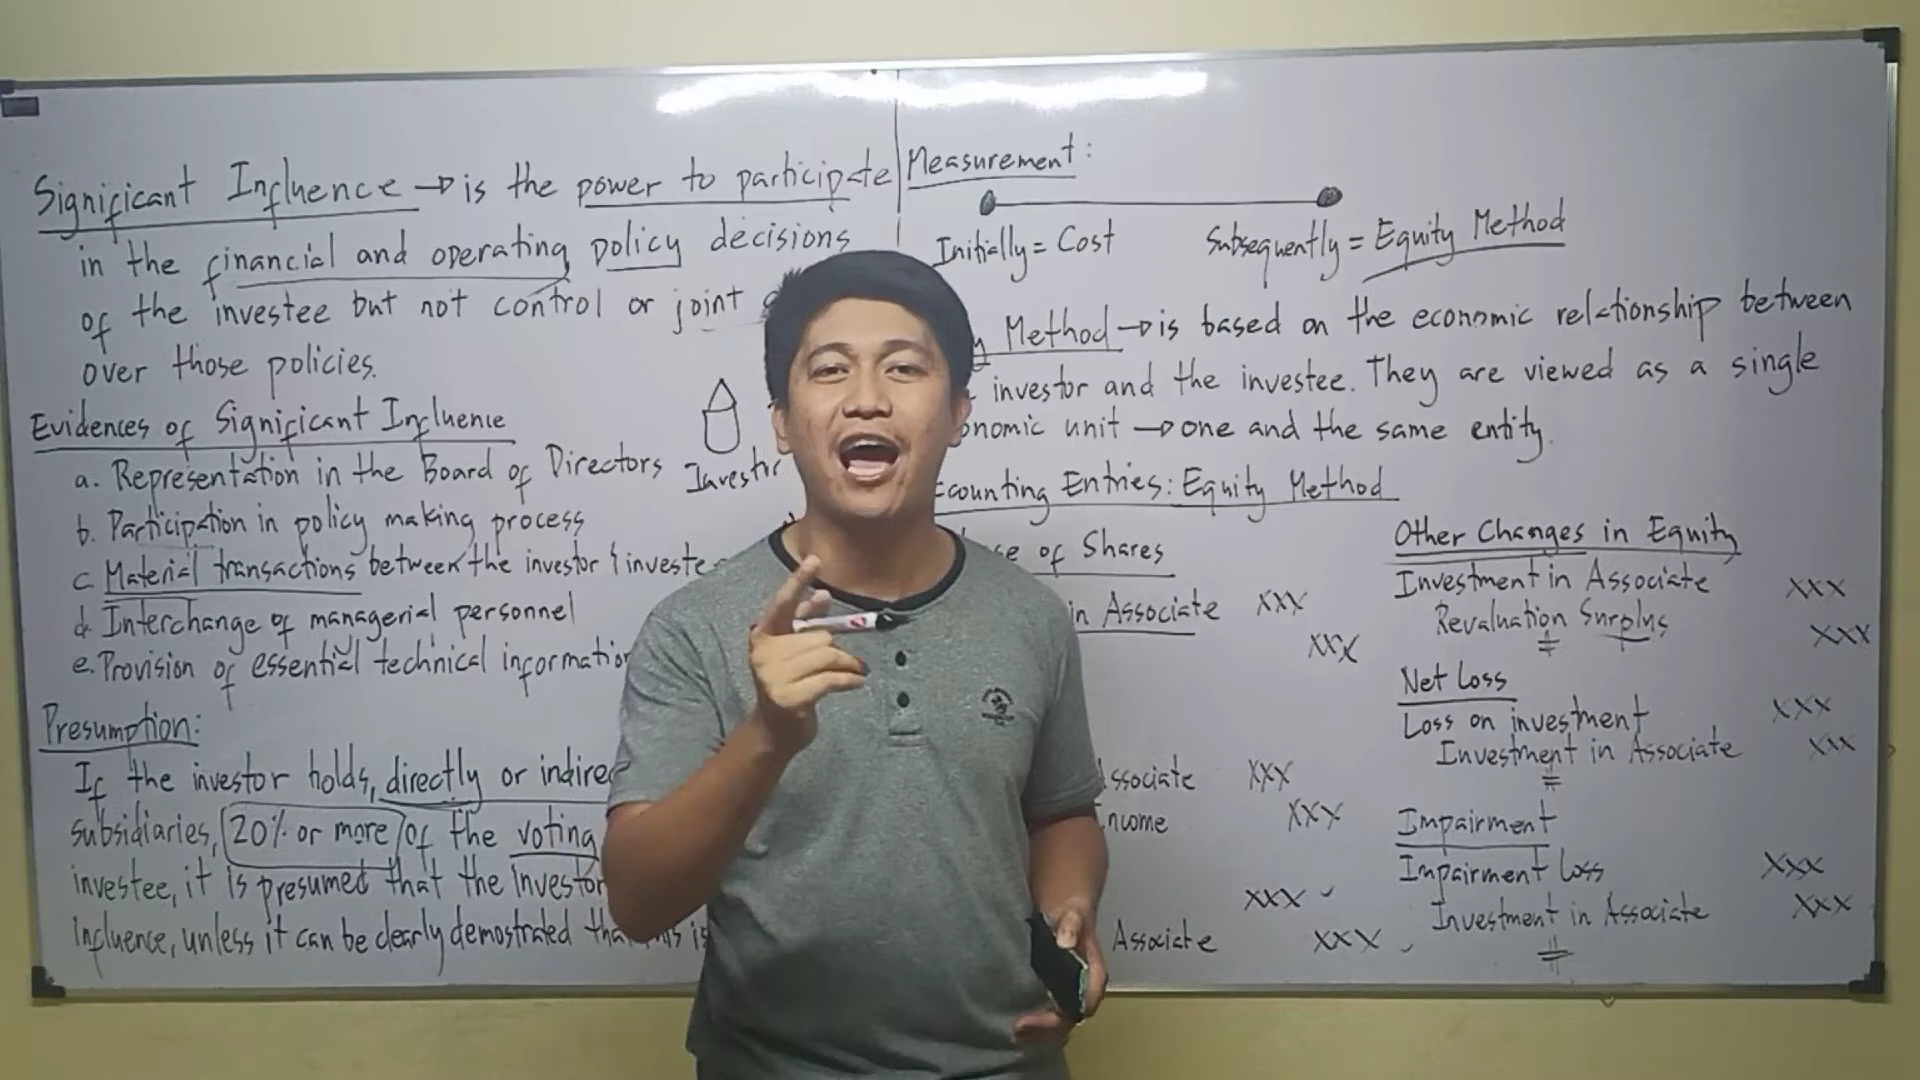 Significant Influence → is the power to participate
in the financial and operating policy decisions
of the investee but not control or joint
over those policies.
Evidences of Significant Influence
a. Representation in the Board of Directors
b. Participation in policy making process
c. Material transactions between the investor & investe
d. Interchange of managerial personnel
e. Provision of essential technical information
Investor
Presumption:
If the investor holds, directly or indirec
subsidiaries, 20% or more of the voting
investee, it is presumed that the investor
influence, unless it can be clearly demostrated that this is
Measurement:
Initially = Cost
Subsequently = Equity Method
Method → is based on the economic relationship between
investor and the investee. They are viewed as a single
onomic unit → one and the same entity.
ccounting Entries: Equity Method
se of Shares
in Associate XXX
XXX
Associate XXX
ncome XXX
XXX
Associate XXX
Other Changes in Equity
Investment in Associate XXX
Revaluation Surplus XXX
Net Loss
Loss on investment XXX
Investment in Associate XXX
Impairment
Impairment Loss XXX
Investment in Associate XXX